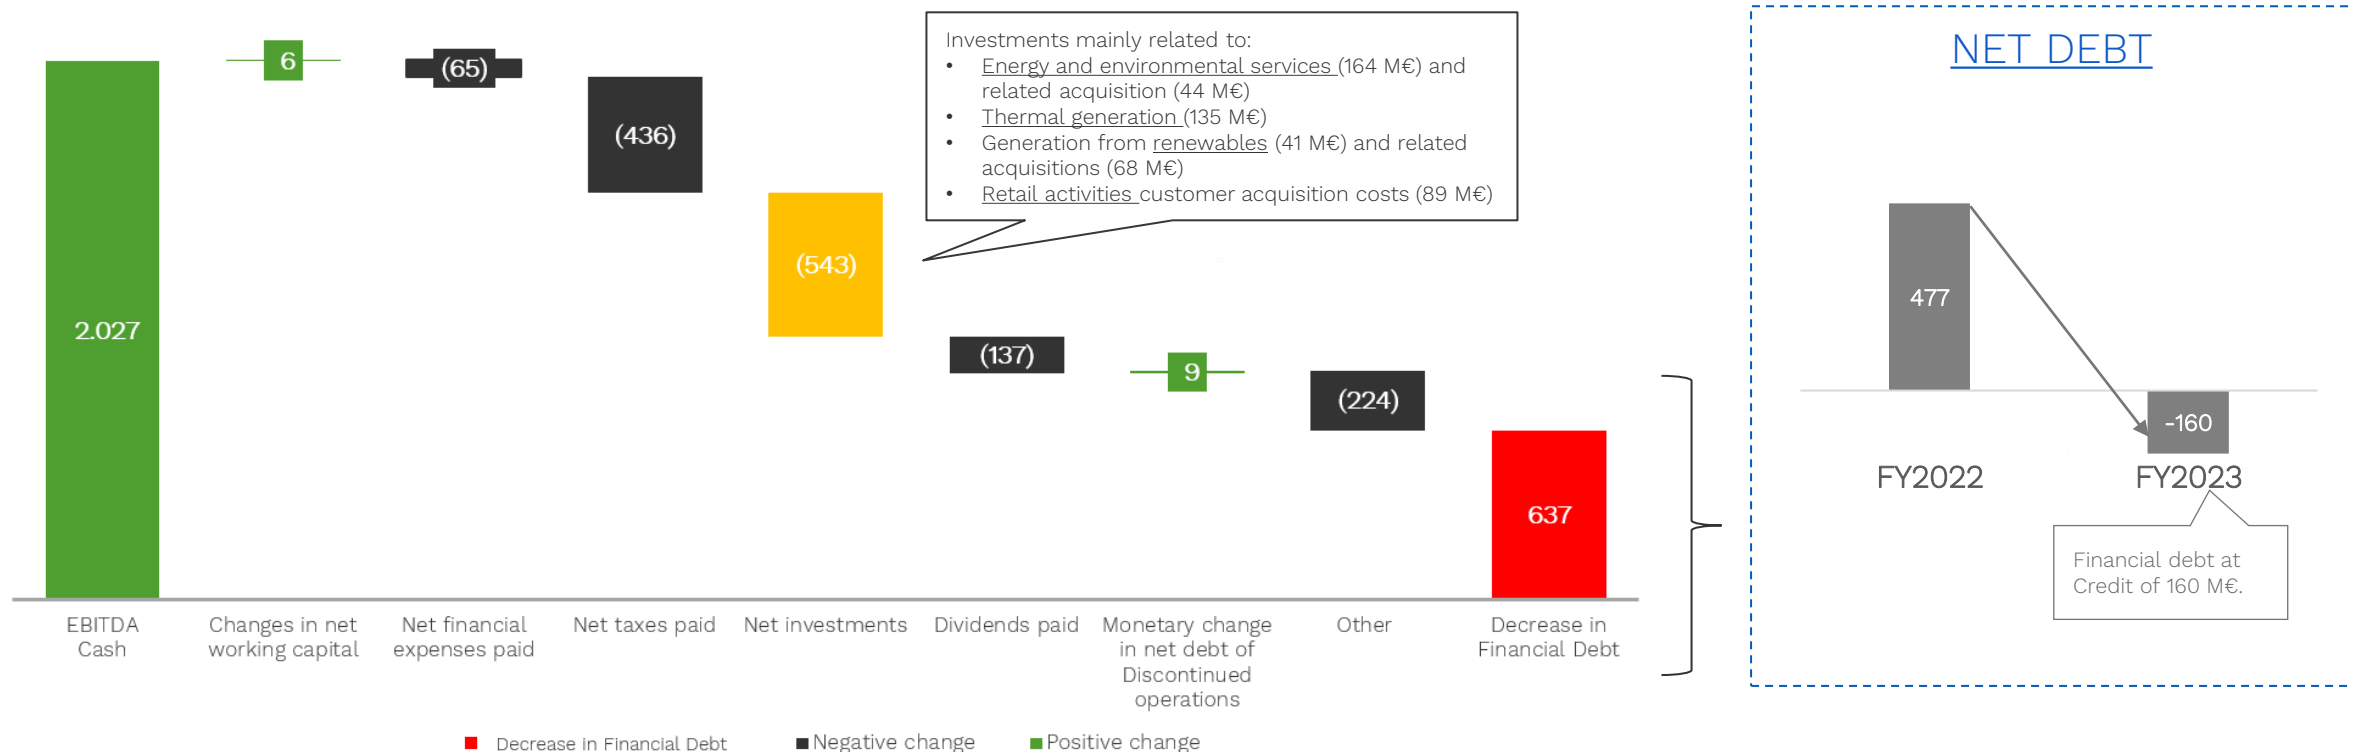 6
(65)
(436)
(543)
2.027
(137)
9
(224)
637
Investments mainly related to:
• Energy and environmental services (164 M€) and
related acquisition (44 M€)
• Thermal generation (135 M€)
• Generation from renewables (41 M€) and related
acquisitions (68 M€)
• Retail activities customer acquisition costs (89 M€)
EBITDA
Cash
Changes in net
working capital
Net financial
expenses paid
Net taxes paid
Net investments
Dividends paid
Monetary change
in net debt of
Discontinued
operations
Other
Decrease in
Financial Debt
Decrease in Financial Debt
Negative change
Positive change
NET DEBT
477
-160
FY2022
FY2023
Financial debt at
Credit of 160 M€.